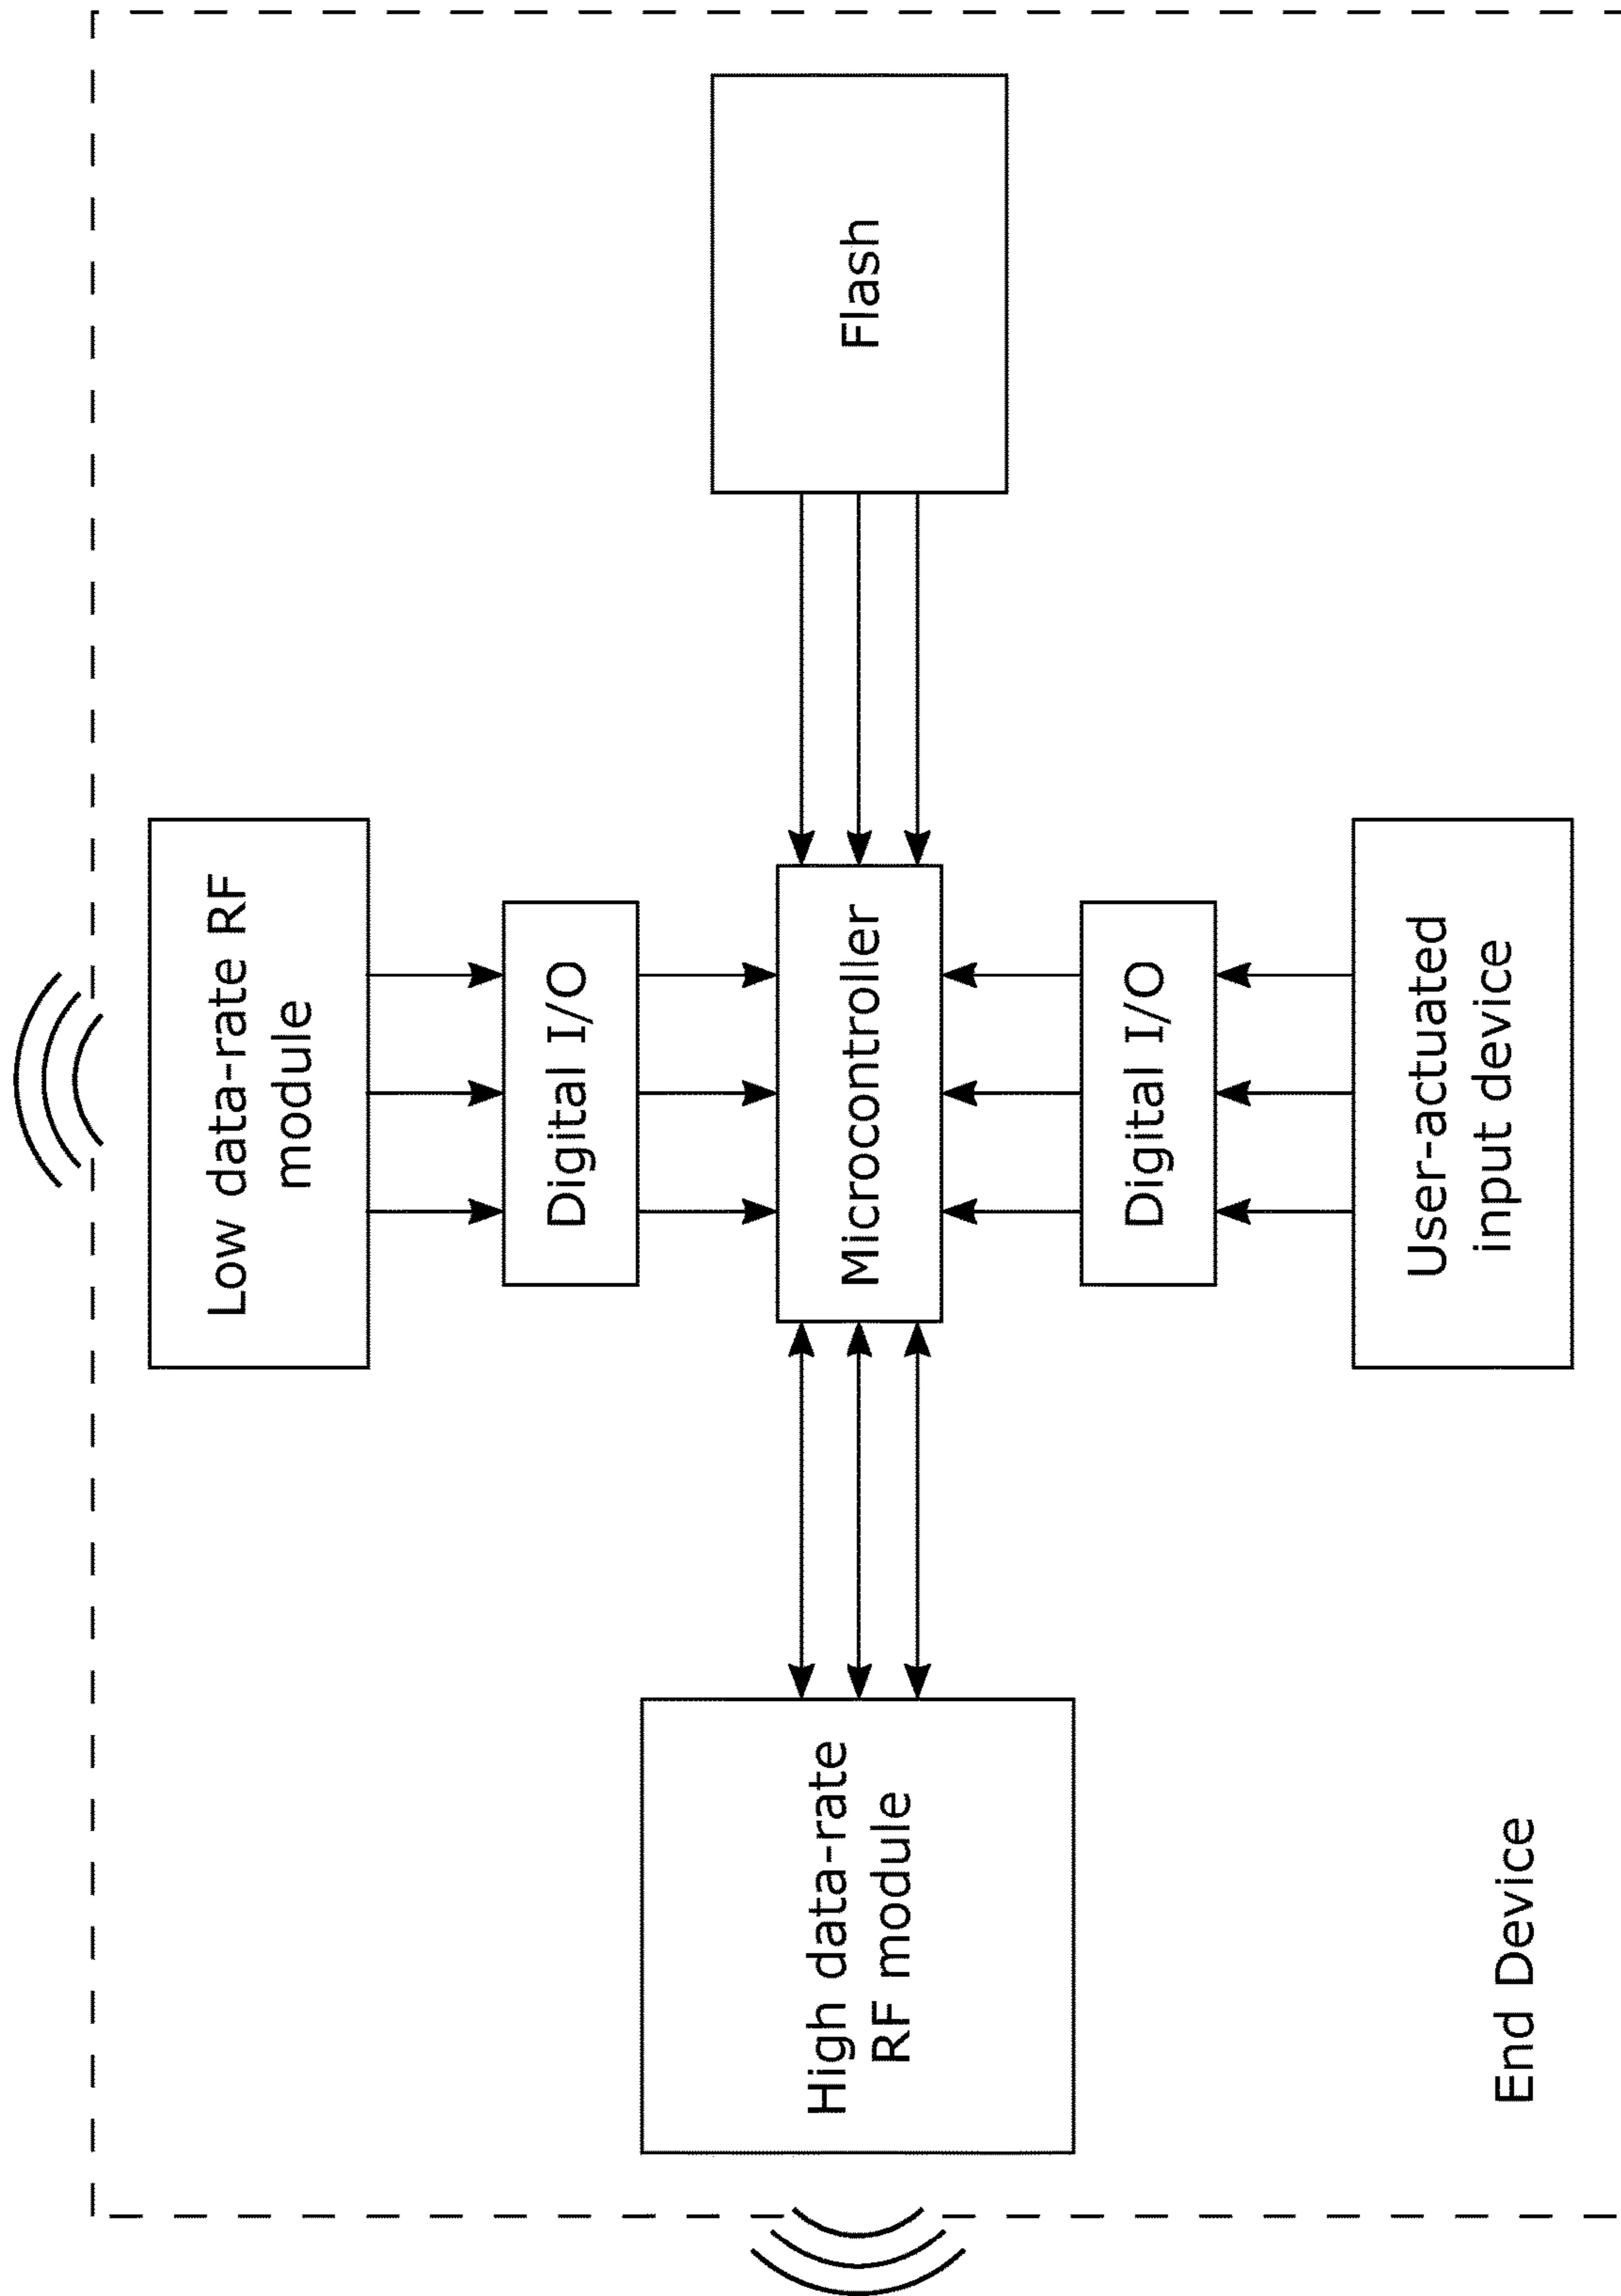 Low data-rate RF
module
Digital I/O
High data-rate
RF module
Microcontroller
Flash
Digital I/O
User-actuated
input device
End Device